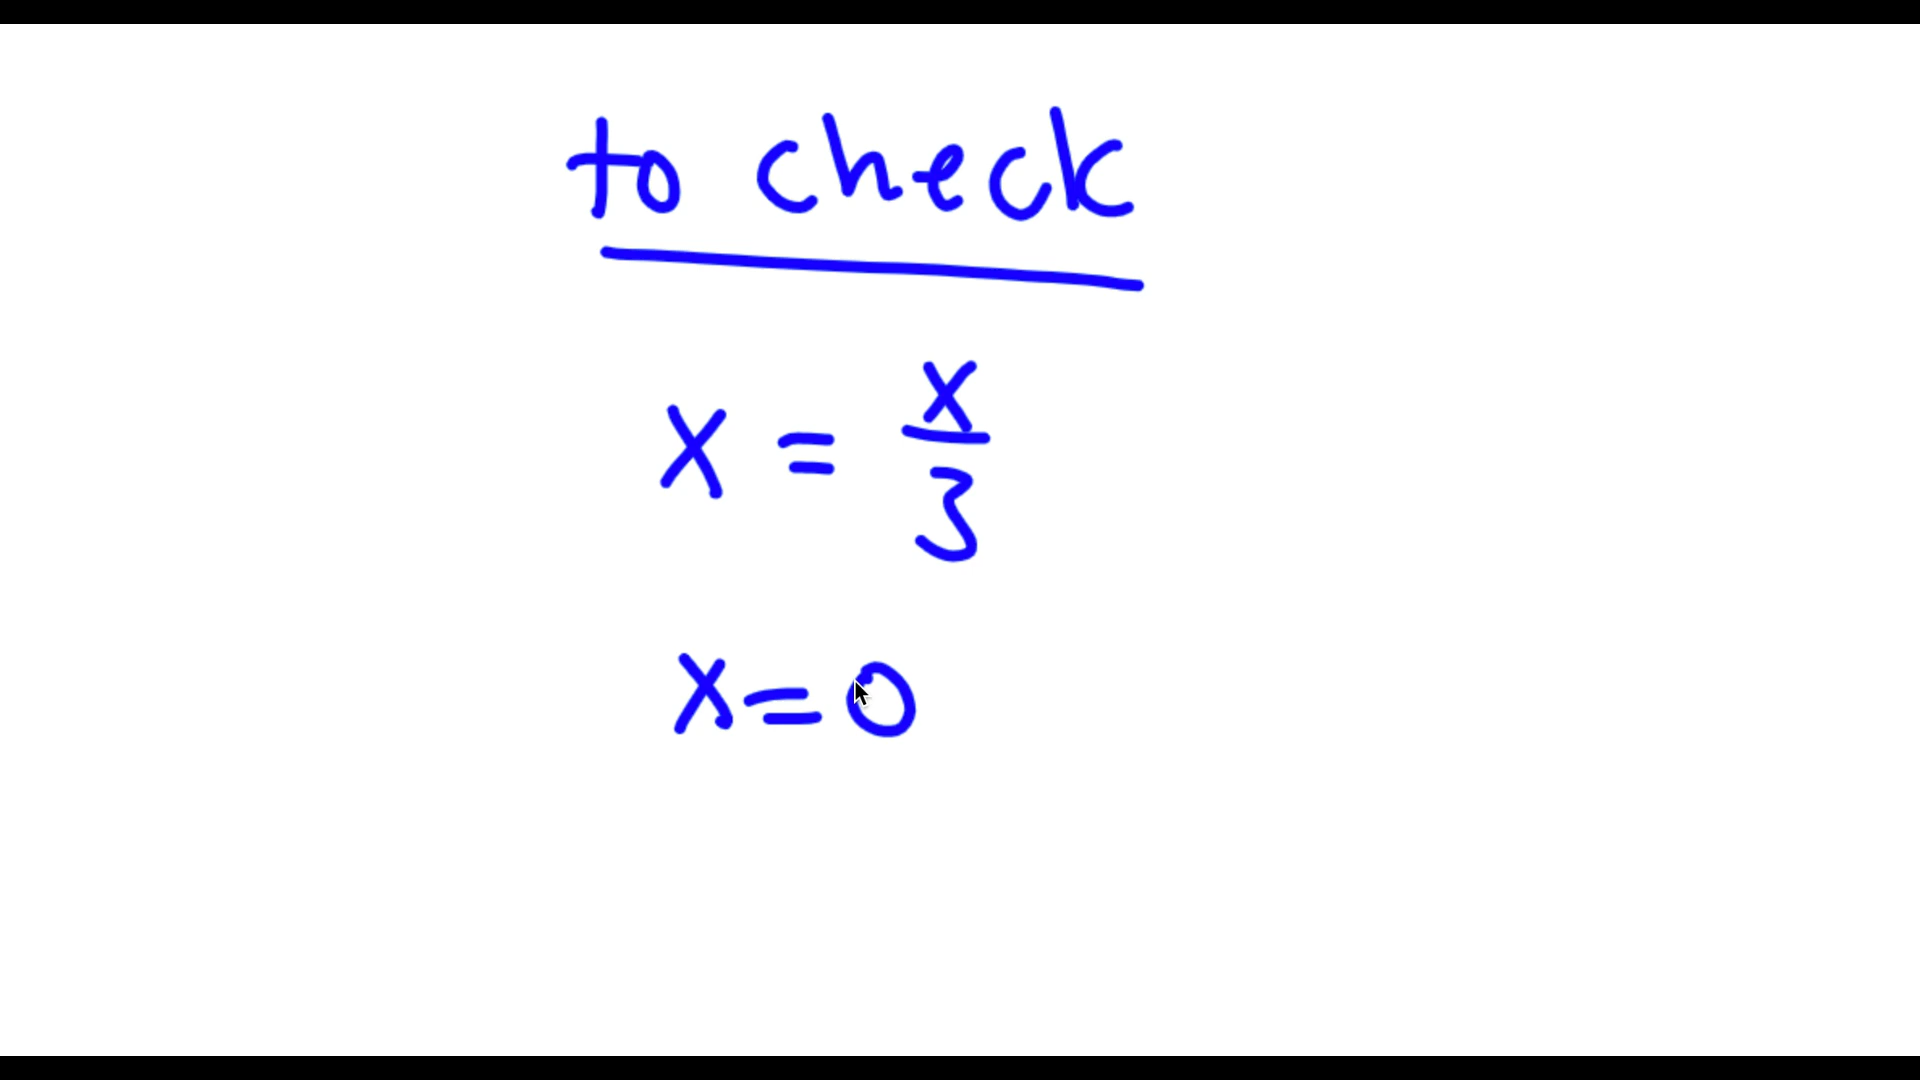 to check
x = x/3
x = 0